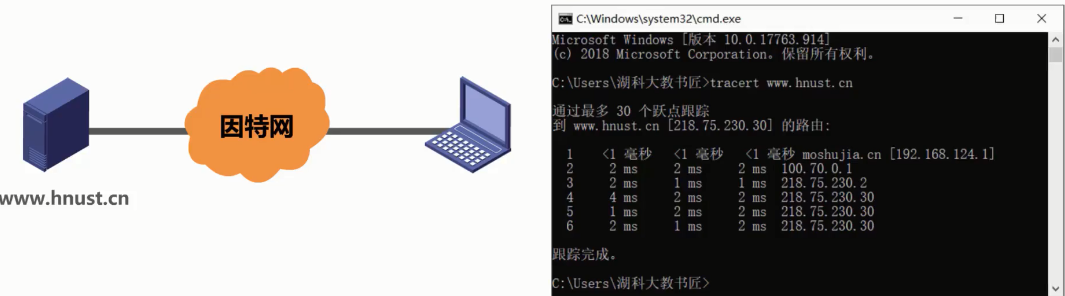 因特网
www.hnust.cn
C:\Windows\system32\cmd.exe
Microsoft Windows [版本 10.0.17763.914]
(c) 2018 Microsoft Corporation。保留所有权利。
C:\Users\湖科大教书匠>tracert www.hnust.cn
通过最多 30 个跃点跟踪
到 www.hnust.cn [218.75.230.30] 的路由:
1 <1 毫秒 <1 毫秒 <1 毫秒 moshujia.cn [192.168.124.1]
2 2 ms 2 ms 2 ms 100.70.0.1
3 2 ms 1 ms 1 ms 218.75.230.2
4 4 ms 2 ms 2 ms 218.75.230.30
5 1 ms 2 ms 2 ms 218.75.230.30
6 2 ms 1 ms 2 ms 218.75.230.30
跟踪完成。
C:\Users\湖科大教书匠>